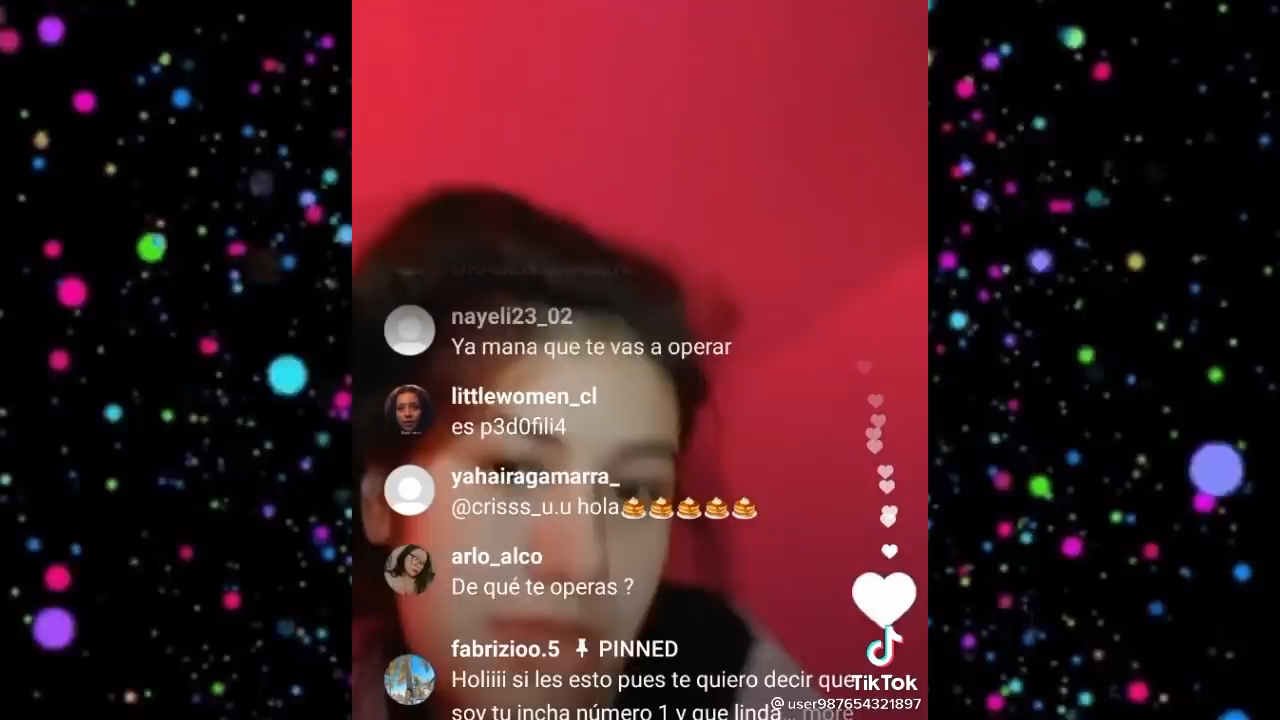 nayeli23_02
Ya mana que te vas a operar
littlewomen_cl
es p3d0fili4
yahairagamarra_
@crisss_u.u hola🥞🥞🥞🥞🥞
arlo_alco
De qué te operas ?
fabrizioo.5 📌 PINNED
Holiiii si les esto pues te quiero decir que
soy tu incha número 1 y que linda... more
TikTok
@user987654321897